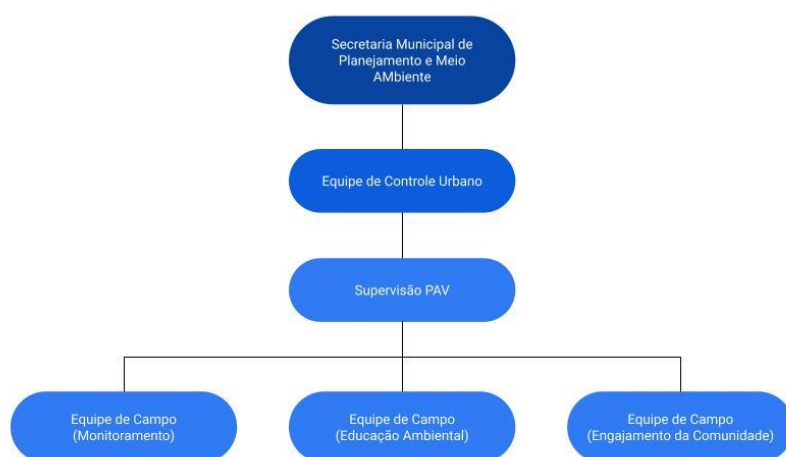 Secretaria Municipal de
Planejamento e Meio
AMbiente
Equipe de Controle Urbano
Supervisão PAV
Equipe de Campo
(Monitoramento)
Equipe de Campo
(Educação Ambiental)
Equipe de Campo
(Engajamento da Comunidade)